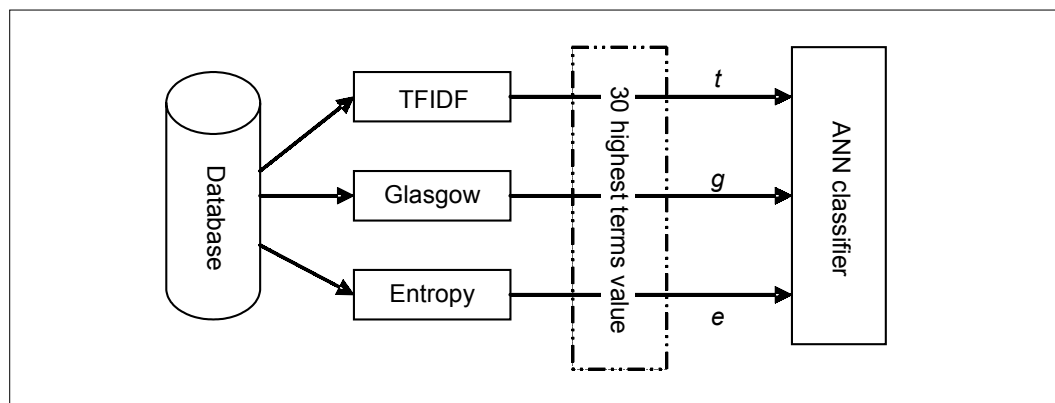 Database
TFIDF
Glasgow
Entropy
30 highest terms value
t
g
e
ANN classifier